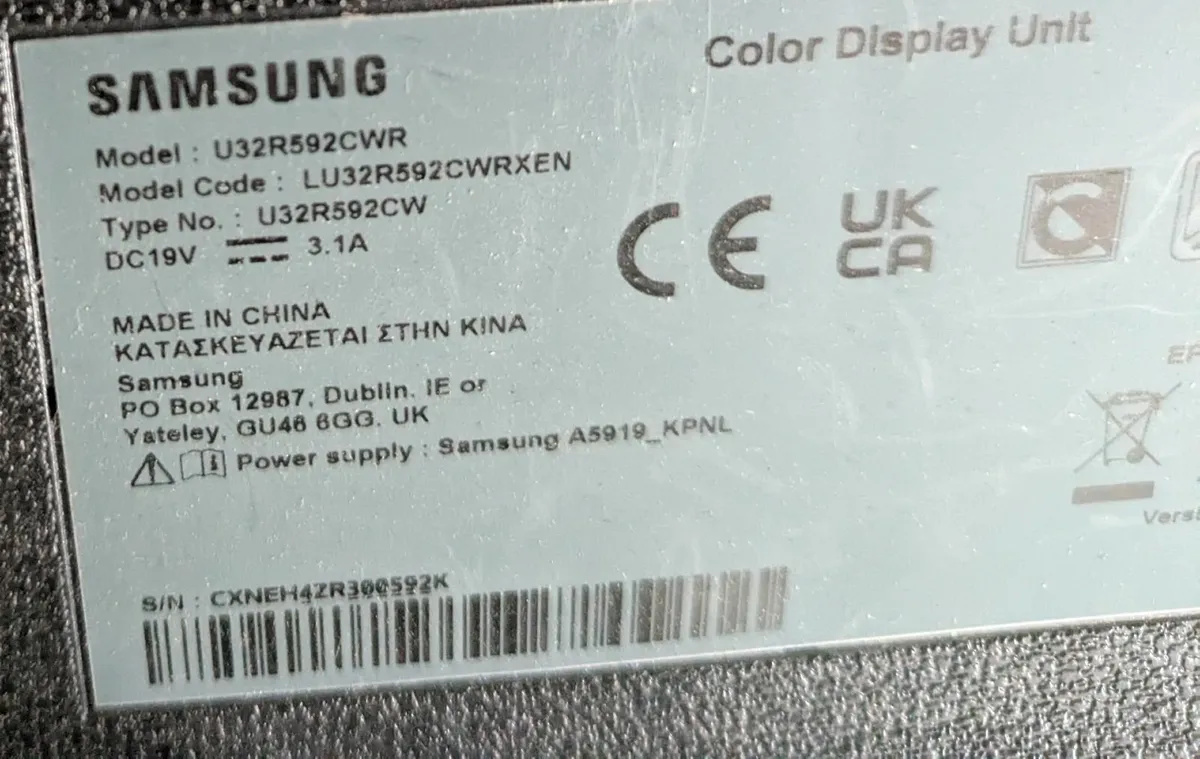 SAMSUNG
Color Display Unit
Model : U32R592CWR
Model Code : LU32R592CWRXEN
Type No. : U32R592CW
DC19V 3.1A
CE
UK
CA
MADE IN CHINA
ΚΑΤΑΣΚΕΥΑΖΕΤΑΙ ΣΤΗΝ ΚΙΝΑ
Samsung
PO Box 12987, Dublin. IE or
Yateley, GU46 6GG. UK
Power supply : Samsung A5919_KPNL
S/N : CXNEH4ZR300592K